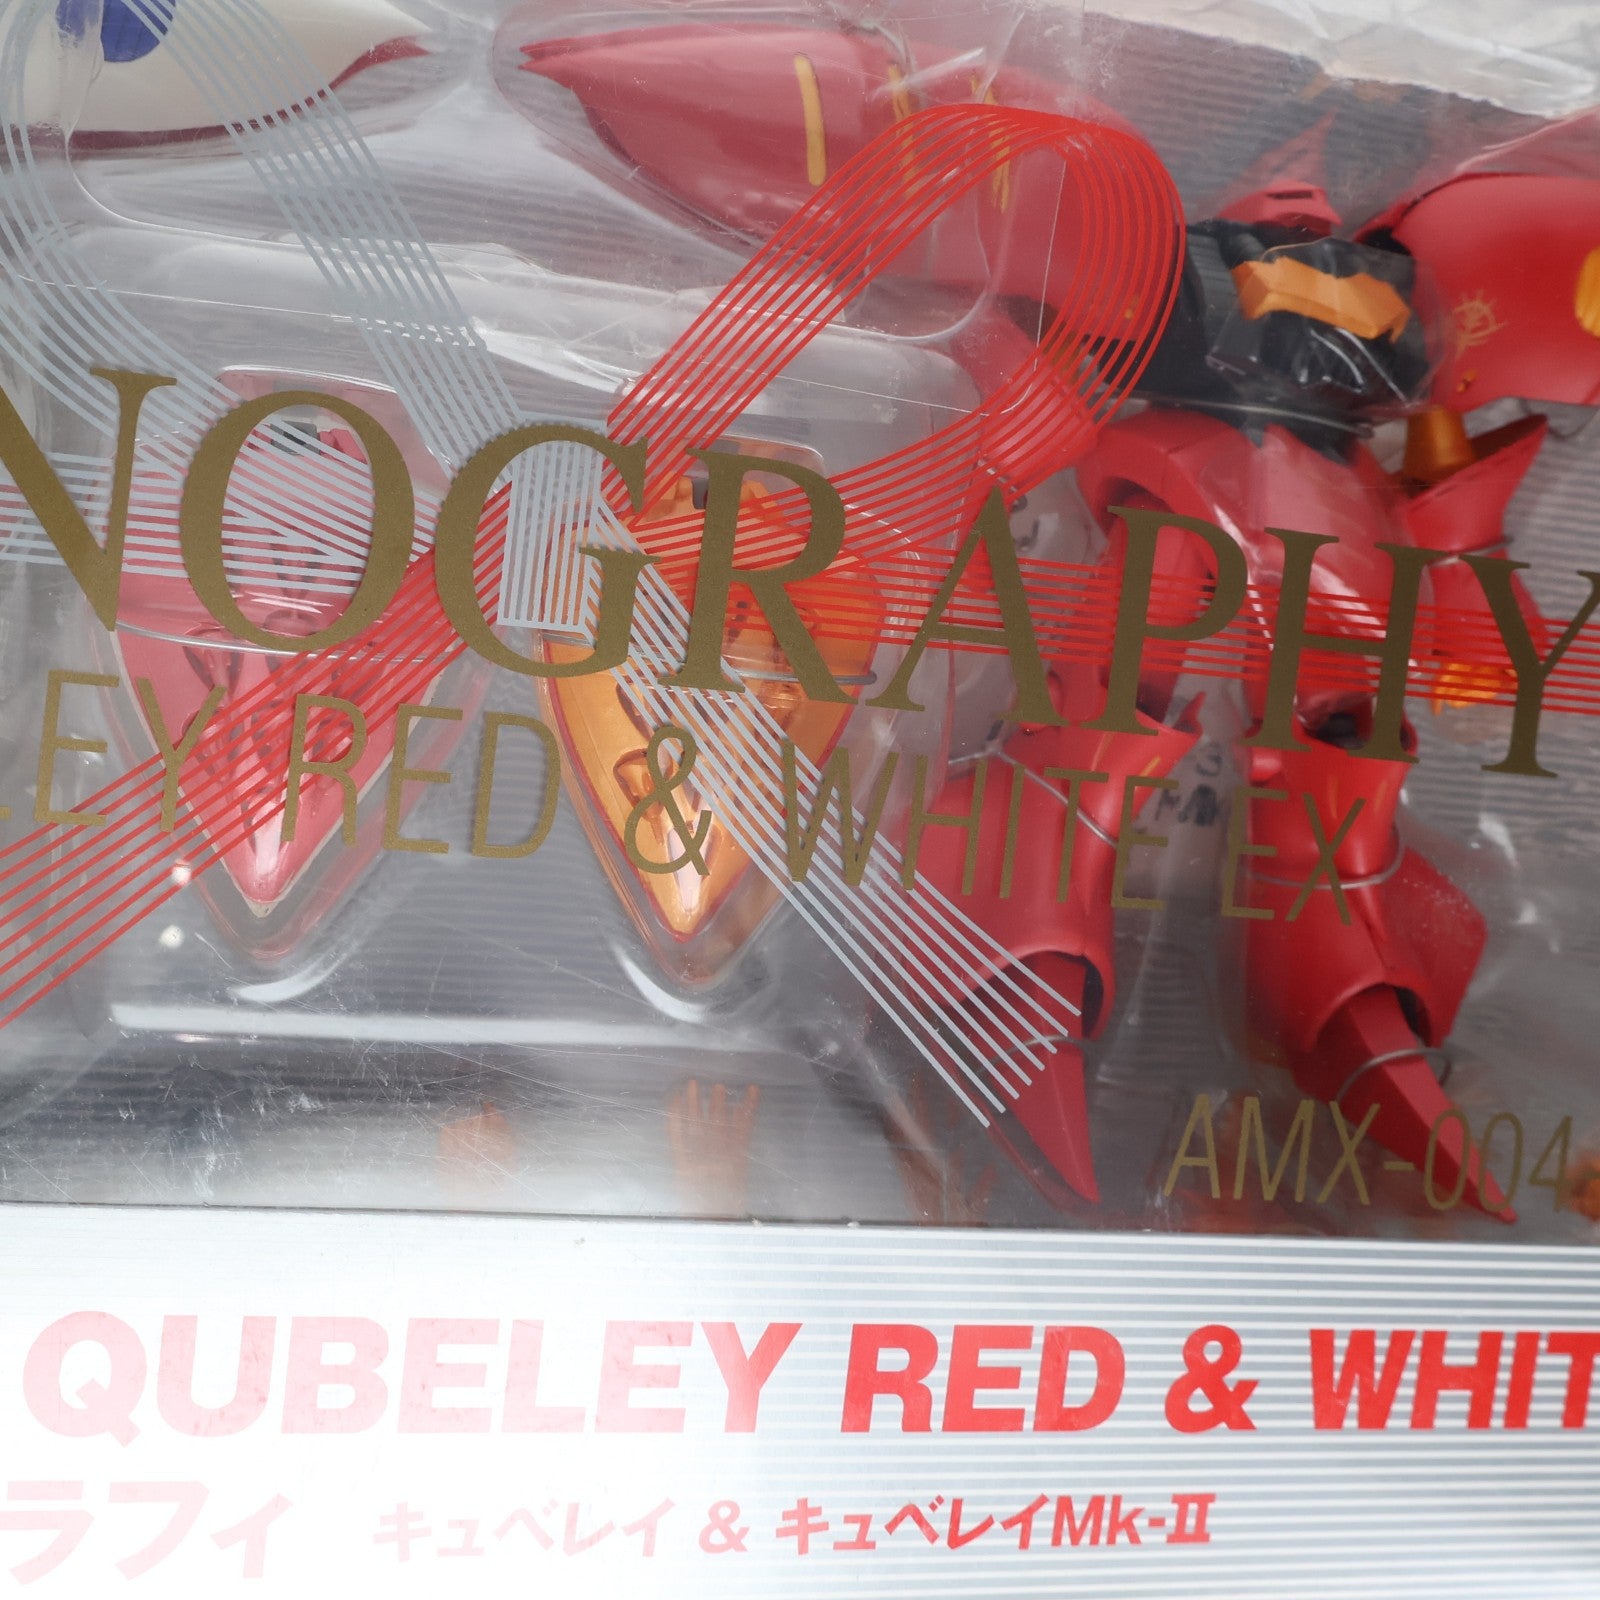 NOGRAPHY
LEY RED & WHITE EX
AMX-004
QUBELEY RED & WHIT
ラフィ キュベレイ & キュベレイMk-II